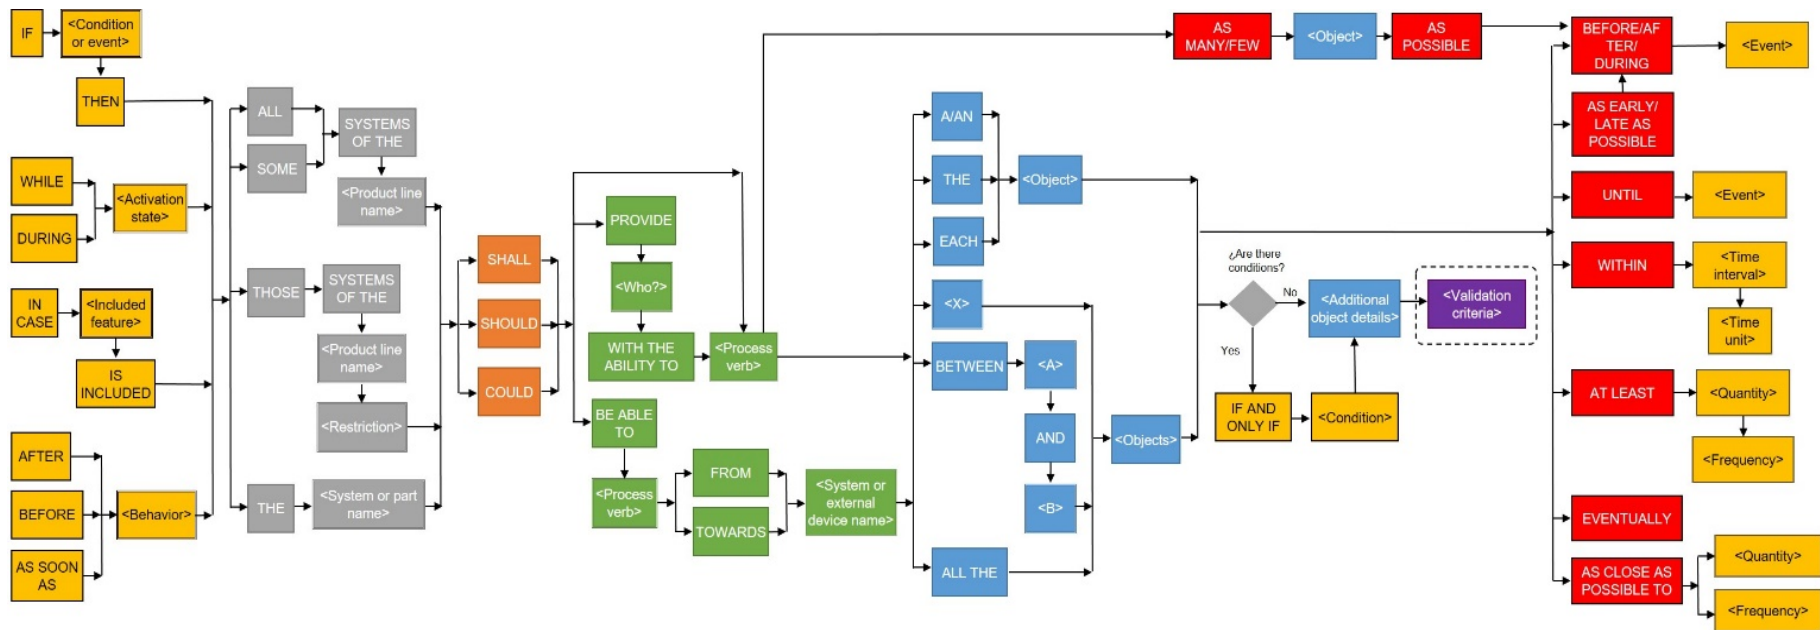 IF
<Condition
or event>
THEN
WHILE
DURING
<Activation
state>
IN
CASE
<Included
feature>
IS
INCLUDED
AFTER
BEFORE
AS SOON
AS
<Behavior>
ALL
SOME
SYSTEMS
OF THE
<Product line
name>
THOSE
SYSTEMS
OF THE
<Product line
name>
<Restriction>
THE
<System or part
name>
SHALL
SHOULD
COULD
PROVIDE
<Who?>
WITH THE
ABILITY TO
<Process
verb>
BE ABLE
TO
<Process
verb>
FROM
TOWARDS
<System or
external
device name>
AS
MANY/FEW
<Object>
AS
POSSIBLE
A/AN
THE
EACH
<Object>
<X>
BETWEEN
<A>
AND
<B>
ALL THE
<Objects>
¿Are there
conditions?
No
Yes
IF AND
ONLY IF
<Condition>
<Additional
object details>
<Validation
criteria>
BEFORE/AF
TER/
DURING
<Event>
AS EARLY/
LATE AS
POSSIBLE
UNTIL
<Event>
WITHIN
<Time
interval>
<Time
unit>
AT LEAST
<Quantity>
<Frequency>
EVENTUALLY
AS CLOSE AS
POSSIBLE TO
<Quantity>
<Frequency>